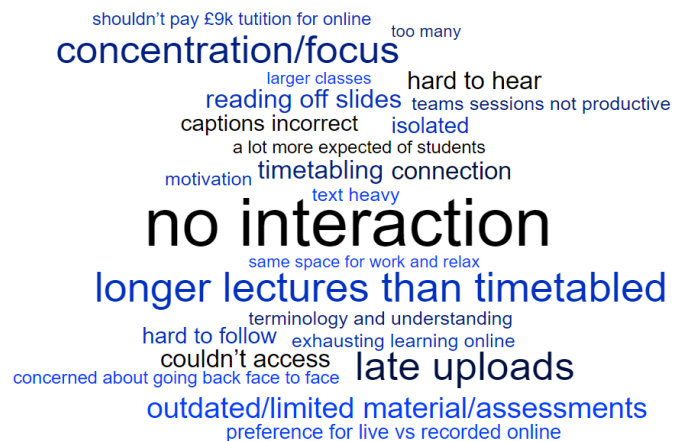 shouldn't pay £9k tutition for online
too many
concentration/focus
larger classes
hard to hear
reading off slides
teams sessions not productive
captions incorrect
isolated
a lot more expected of students
timetabling
connection
motivation
text heavy
no interaction
same space for work and relax
longer lectures than timetabled
terminology and understanding
hard to follow
exhausting learning online
couldn't access
late uploads
concerned about going back face to face
outdated/limited material/assessments
preference for live vs recorded online